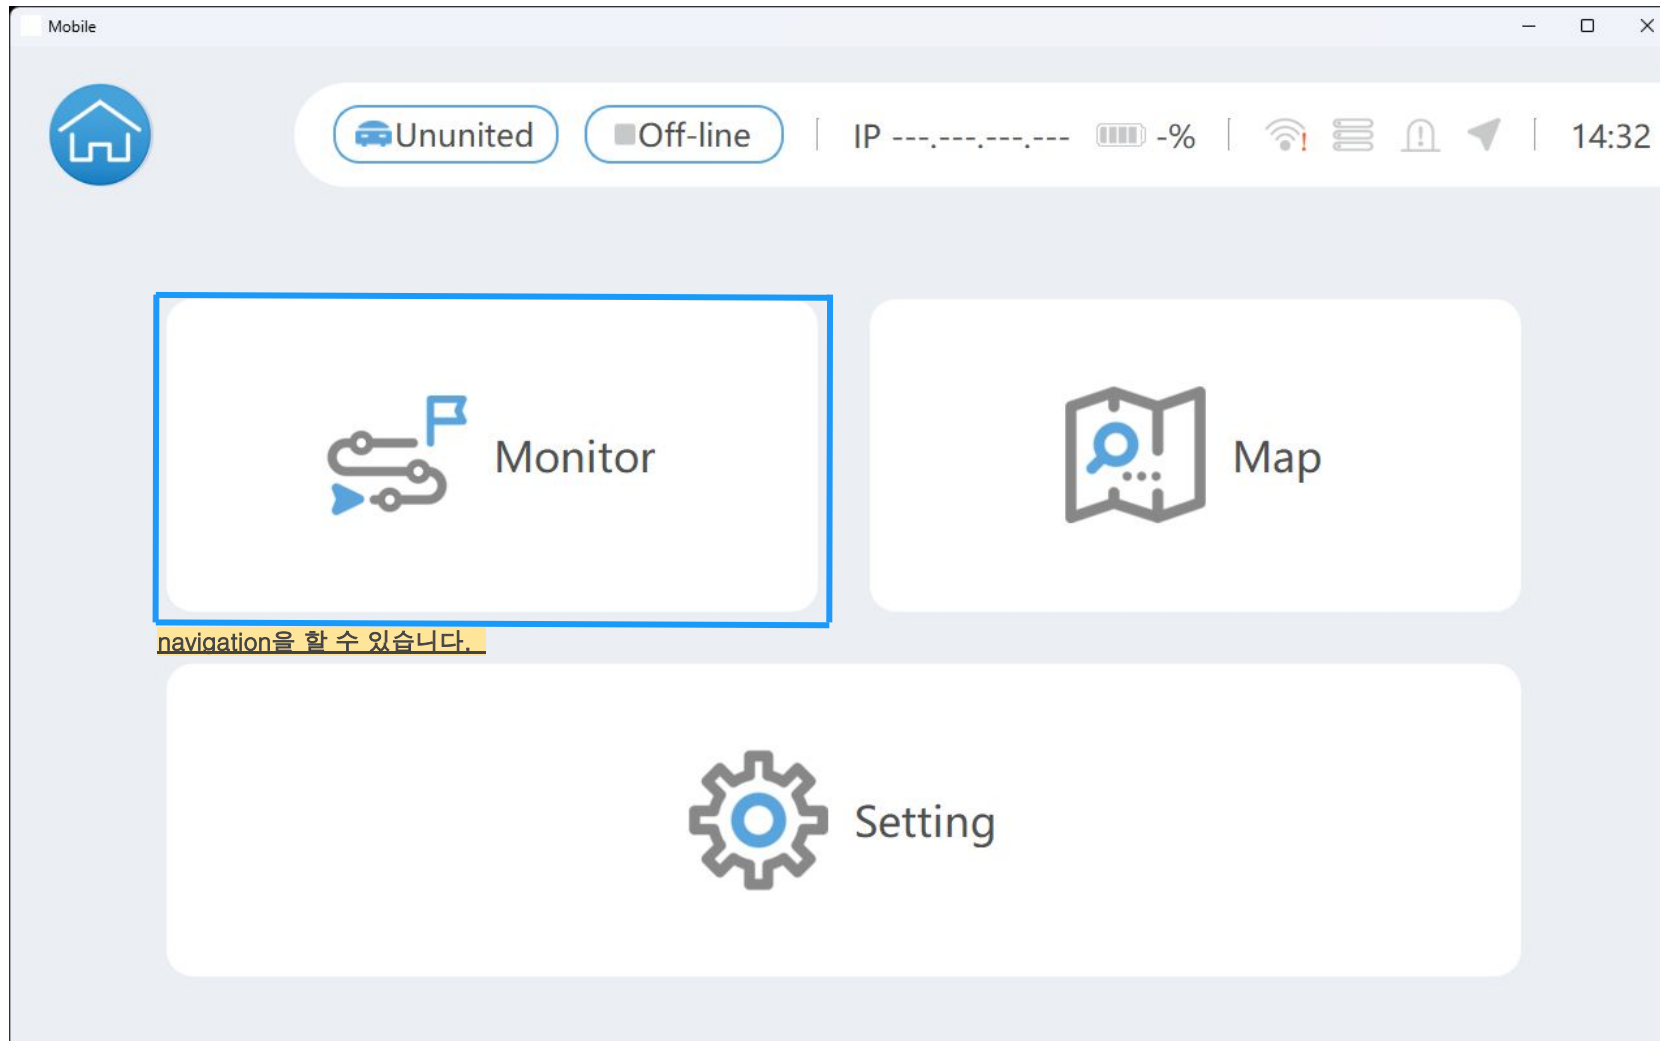 Mobile
Ununited Off-line IP ---.---.---.--- -% 14:32
Monitor
Map
navigation을 할 수 있습니다.
Setting